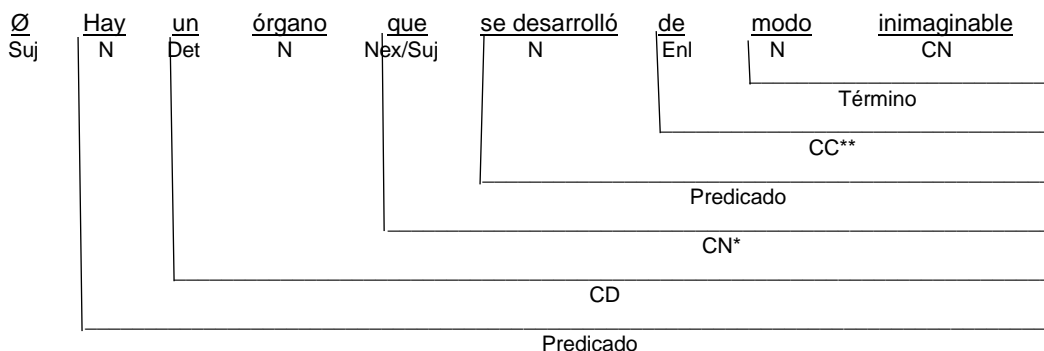 Ø Hay un órgano que se desarrolló de modo inimaginable
Suj N Det N Nex/Suj N Enl N CN
Término
CC**
Predicado
CN*
CD
Predicado